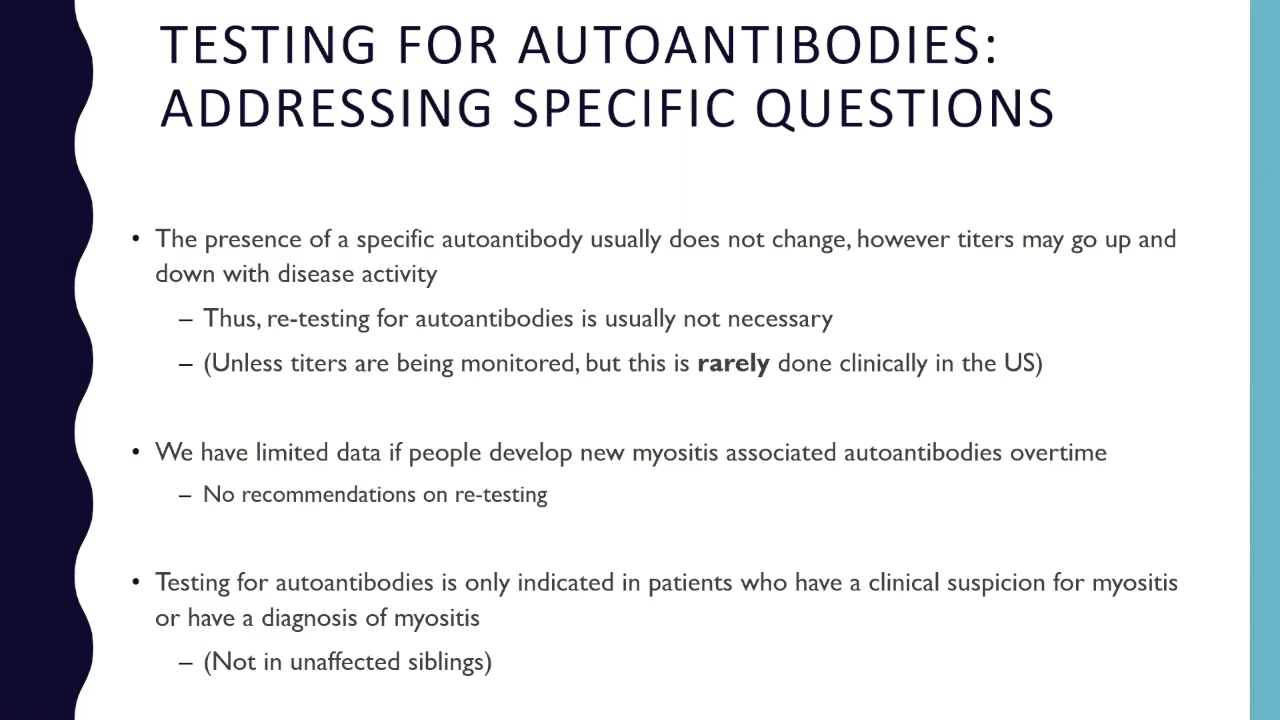 TESTING FOR AUTOANTIBODIES:
ADDRESSING SPECIFIC QUESTIONS
• The presence of a specific autoantibody usually does not change, however titers may go up and
down with disease activity
– Thus, re-testing for autoantibodies is usually not necessary
– (Unless titers are being monitored, but this is rarely done clinically in the US)
• We have limited data if people develop new myositis associated autoantibodies overtime
– No recommendations on re-testing
• Testing for autoantibodies is only indicated in patients who have a clinical suspicion for myositis
or have a diagnosis of myositis
– (Not in unaffected siblings)